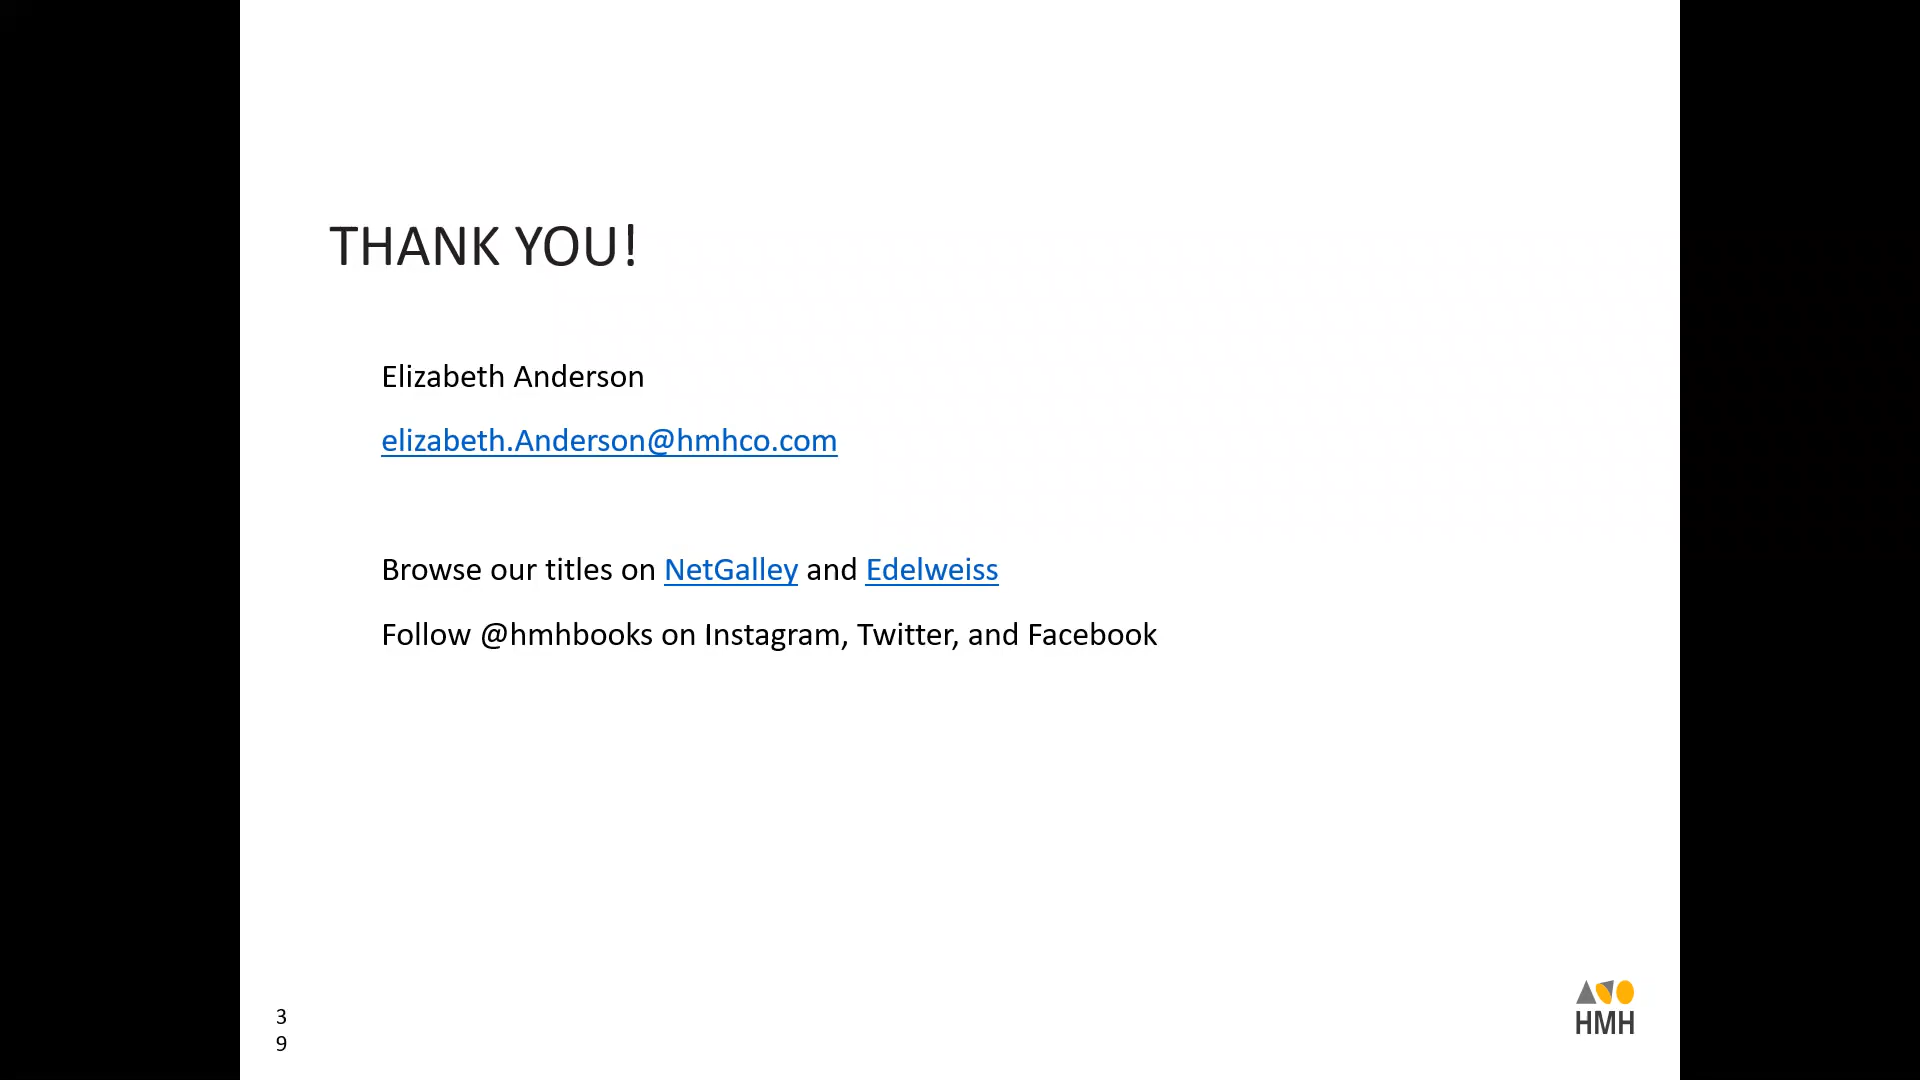 THANK YOU!
Elizabeth Anderson
elizabeth.Anderson@hmhco.com
Browse our titles on NetGalley and Edelweiss
Follow @hmhbooks on Instagram, Twitter, and Facebook
3
9
HMH